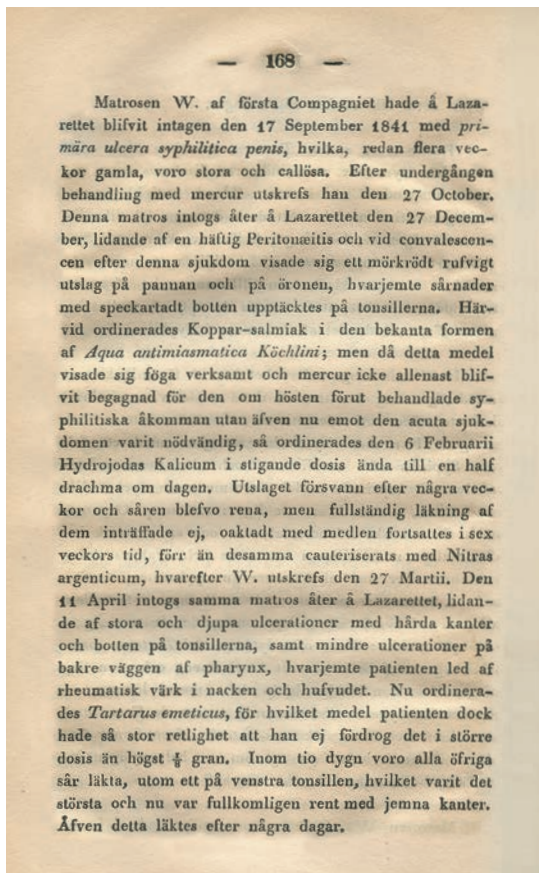 — 168 —
Matrosen W. af första Compagniet hade å Laza-
rettet blifvit intagen den 17 September 1841 med pri-
mära ulcera syphilitica penis, hvilka, redan flera vec-
kor gamla, voro stora och callösa. Efter undergången
behandling med mercur utskrefs han den 27 October.
Denna matros intogs åter å Lazarettet den 27 Decem-
ber, lidande af en häftig Peritonæitis och vid convalescen-
cen efter denna sjukdom visade sig ett mörkrödt rufvigt
utslag på pannan och på öronen, hvarjemte sårnader
med speckartadt botten upptäcktes på tonsillerna. Här-
vid ordinerades Koppar-salmiak i den bekanta formen
af Aqua antimiasmatica Köchlini; men då detta medel
visade sig föga verksamt och mercur icke allenast blif-
vit begagnad för den om hösten förut behandlade sy-
philitiska åkomman utan äfven nu emot den acuta sjuk-
domen varit nödvändig, så ordinerades den 6 Februarii
Hydrojodas Kalicum i stigande dosis ända till en half
drachma om dagen. Utslaget försvann efter några vec-
kor och såren blefvo rena, men fullständig läkning af
dem inträffade ej, oaktadt med medlen fortsattes i sex
veckors tid, förr än desamma cauteriserats med Nitras
argenticum, hvarefter W. utskrefs den 27 Martii. Den
11 April intogs samma matros åter å Lazarettet, lidan-
de af stora och djupa ulcerationer med hårda kanter
och botten på tonsillerna, samt mindre ulcerationer på
bakre väggen af pharynx, hvarjemte patienten led af
rheumatisk värk i nacken och hufvudet. Nu ordinera-
des Tartarus emeticus, för hvilket medel patienten dock
hade så stor retlighet att han ej fördrog det i större
dosis än högst gran. Inom tio dygn voro alla öfriga
sår läkta, utom ett på venstra tonsillen, hvilket varit det
största och nu var fullkomligen rent med jemna kanter.
Äfven detta läktes efter några dagar.